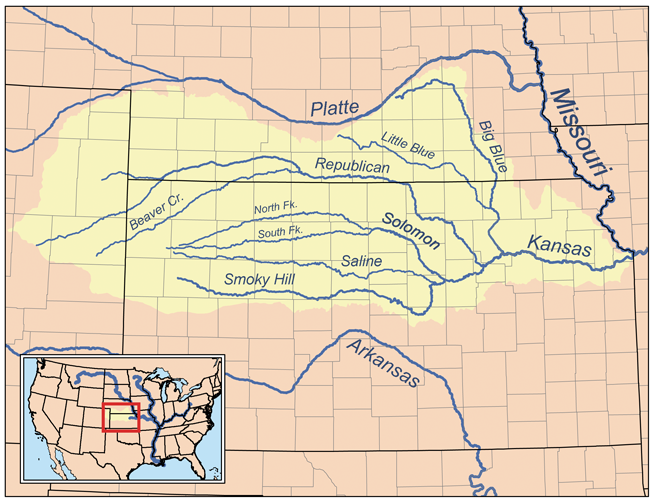 Platte
Missouri
Big Blue
Little Blue
Republican
Beaver Cr.
North Fk.
South Fk.
Solomon
Kansas
Saline
Smoky Hill
Arkansas